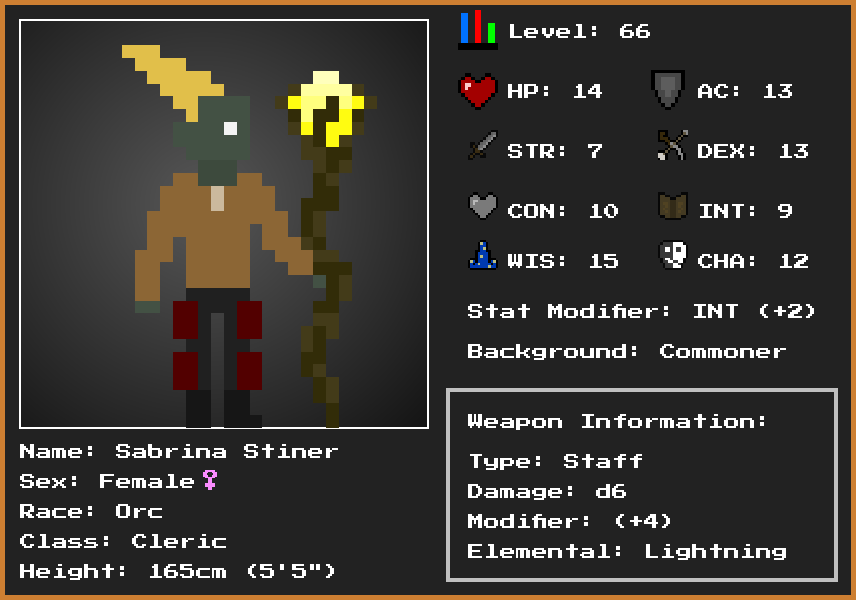 Level: 66
HP: 14
AC: 13
STR: 7
DEX: 13
CON: 10
INT: 9
WIS: 15
CHA: 12
Stat Modifier: INT (+2)
Background: Commoner
Weapon Information:
Type: Staff
Damage: d6
Modifier: (+4)
Elemental: Lightning
Name: Sabrina Stiner
Sex: Female♀
Race: Orc
Class: Cleric
Height: 165cm (5'5")